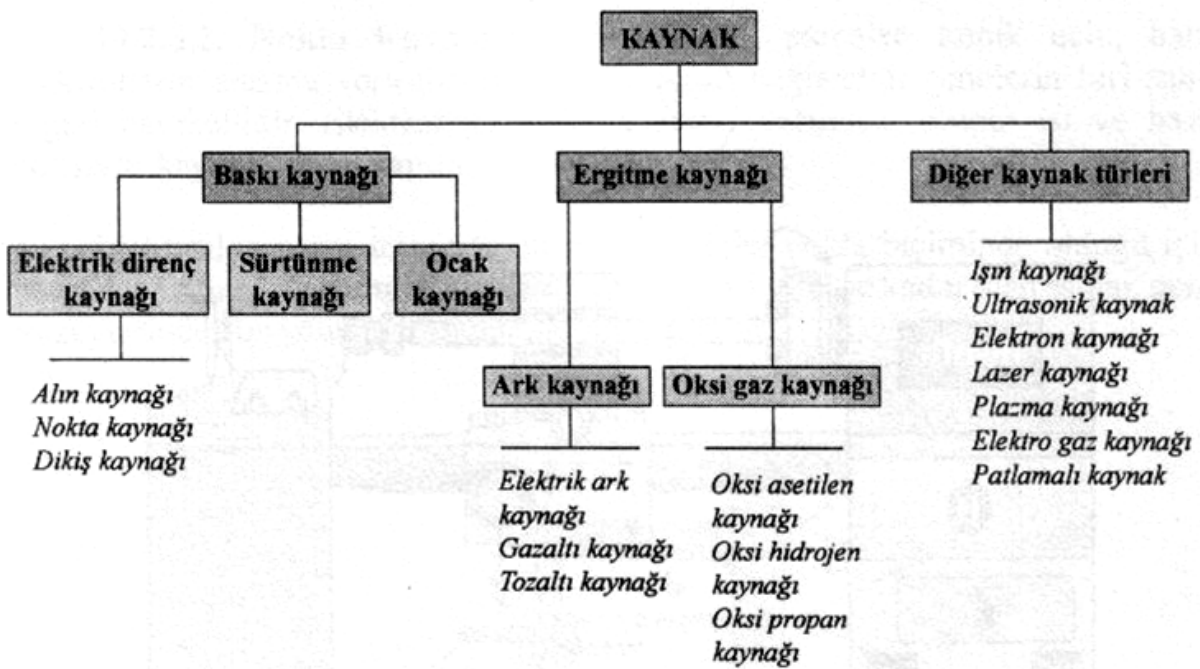 KAYNAK
Baskı kaynağı
Ergitme kaynağı
Diğer kaynak türleri
Elektrik direnç
kaynağı
Sürtünme
kaynağı
Ocak
kaynağı
Alın kaynağı
Nokta kaynağı
Dikiş kaynağı
Ark kaynağı
Oksi gaz kaynağı
Elektrik ark
kaynağı
Gazaltı kaynağı
Tozaltı kaynağı
Oksi asetilen
kaynağı
Oksi hidrojen
kaynağı
Oksi propan
kaynağı
Işın kaynağı
Ultrasonik kaynak
Elektron kaynağı
Lazer kaynağı
Plazma kaynağı
Elektro gaz kaynağı
Patlamalı kaynak